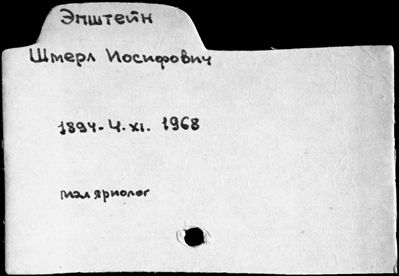 Эпштейн
Шмерл Иосифович
1894-4.XI. 1968
маляриолог